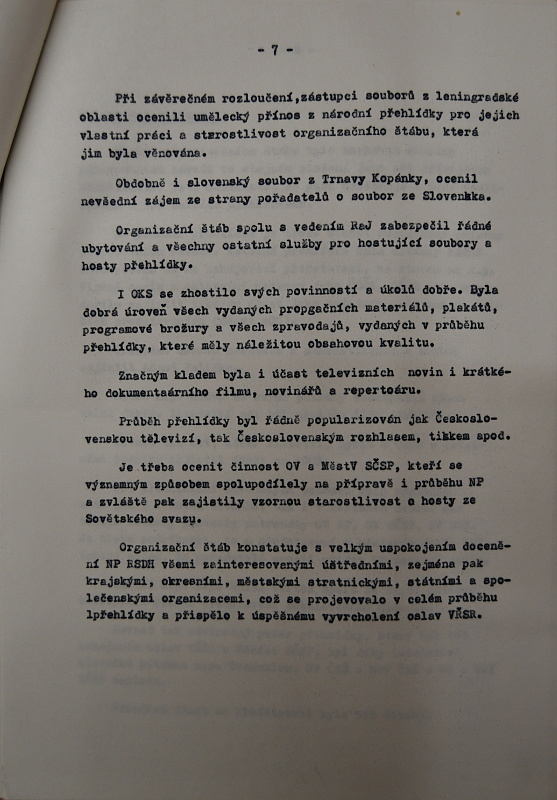 - 7 -
Při závěrečném rozloučení,zástupci souborů z leningradské
oblasti ocenili umělecký přínos z národní přehlídky pro jejich
vlastní práci a starostlivost organizačního štábu, která
jim byla věnována.
Obdobně i slovenský soubor z Trnavy Kopánky, ocenil
nevšední zájem ze strany pořadatelů o soubor ze Slovenska.
Organizační štáb spolu s vedením RaJ zabezpečil řádné
ubytování a všechny ostatní služby pro hostující soubory a
hosty přehlídky.
I OKS se zhostilo svých povinností a úkolů dobře. Byla
dobrá úroveň všech vydaných propgačních materiálů, plakátů,
programové brožury a všech zpravodajů, vydaných v průběhu
přehlídky, které měly náležitou obsahovou kvalitu.
Značným kladem byla i účast televizních novin i krátké-
ho dokumentaárního filmu, novinářů a repertoáru.
Průběh přehlídky byl řádně popularizován jak Českoslo-
venskou televizí, tak Československým rozhlasem, tiskem apod.
Je třeba ocenit činnost OV a MěstV SČSP, kteří se
významným způsobem spolupodílely na přípravě i průběhu NP
a zvláště pak zajistily vzornou starostlivost o hosty ze
Sovětského svazu.
Organizační štáb konstatuje s velkým uspokojením doceně-
ní NP RSDH všemi zainteresovanými úštředními, zejména pak
krajskými, okresními, městskými stratnickými, státními a spo-
lečenskými organizacemi, což se projevovalo v celém průběhu
lpřehlídky a přispělo k úspěšnému vyvrcholení oslav VŘSR.